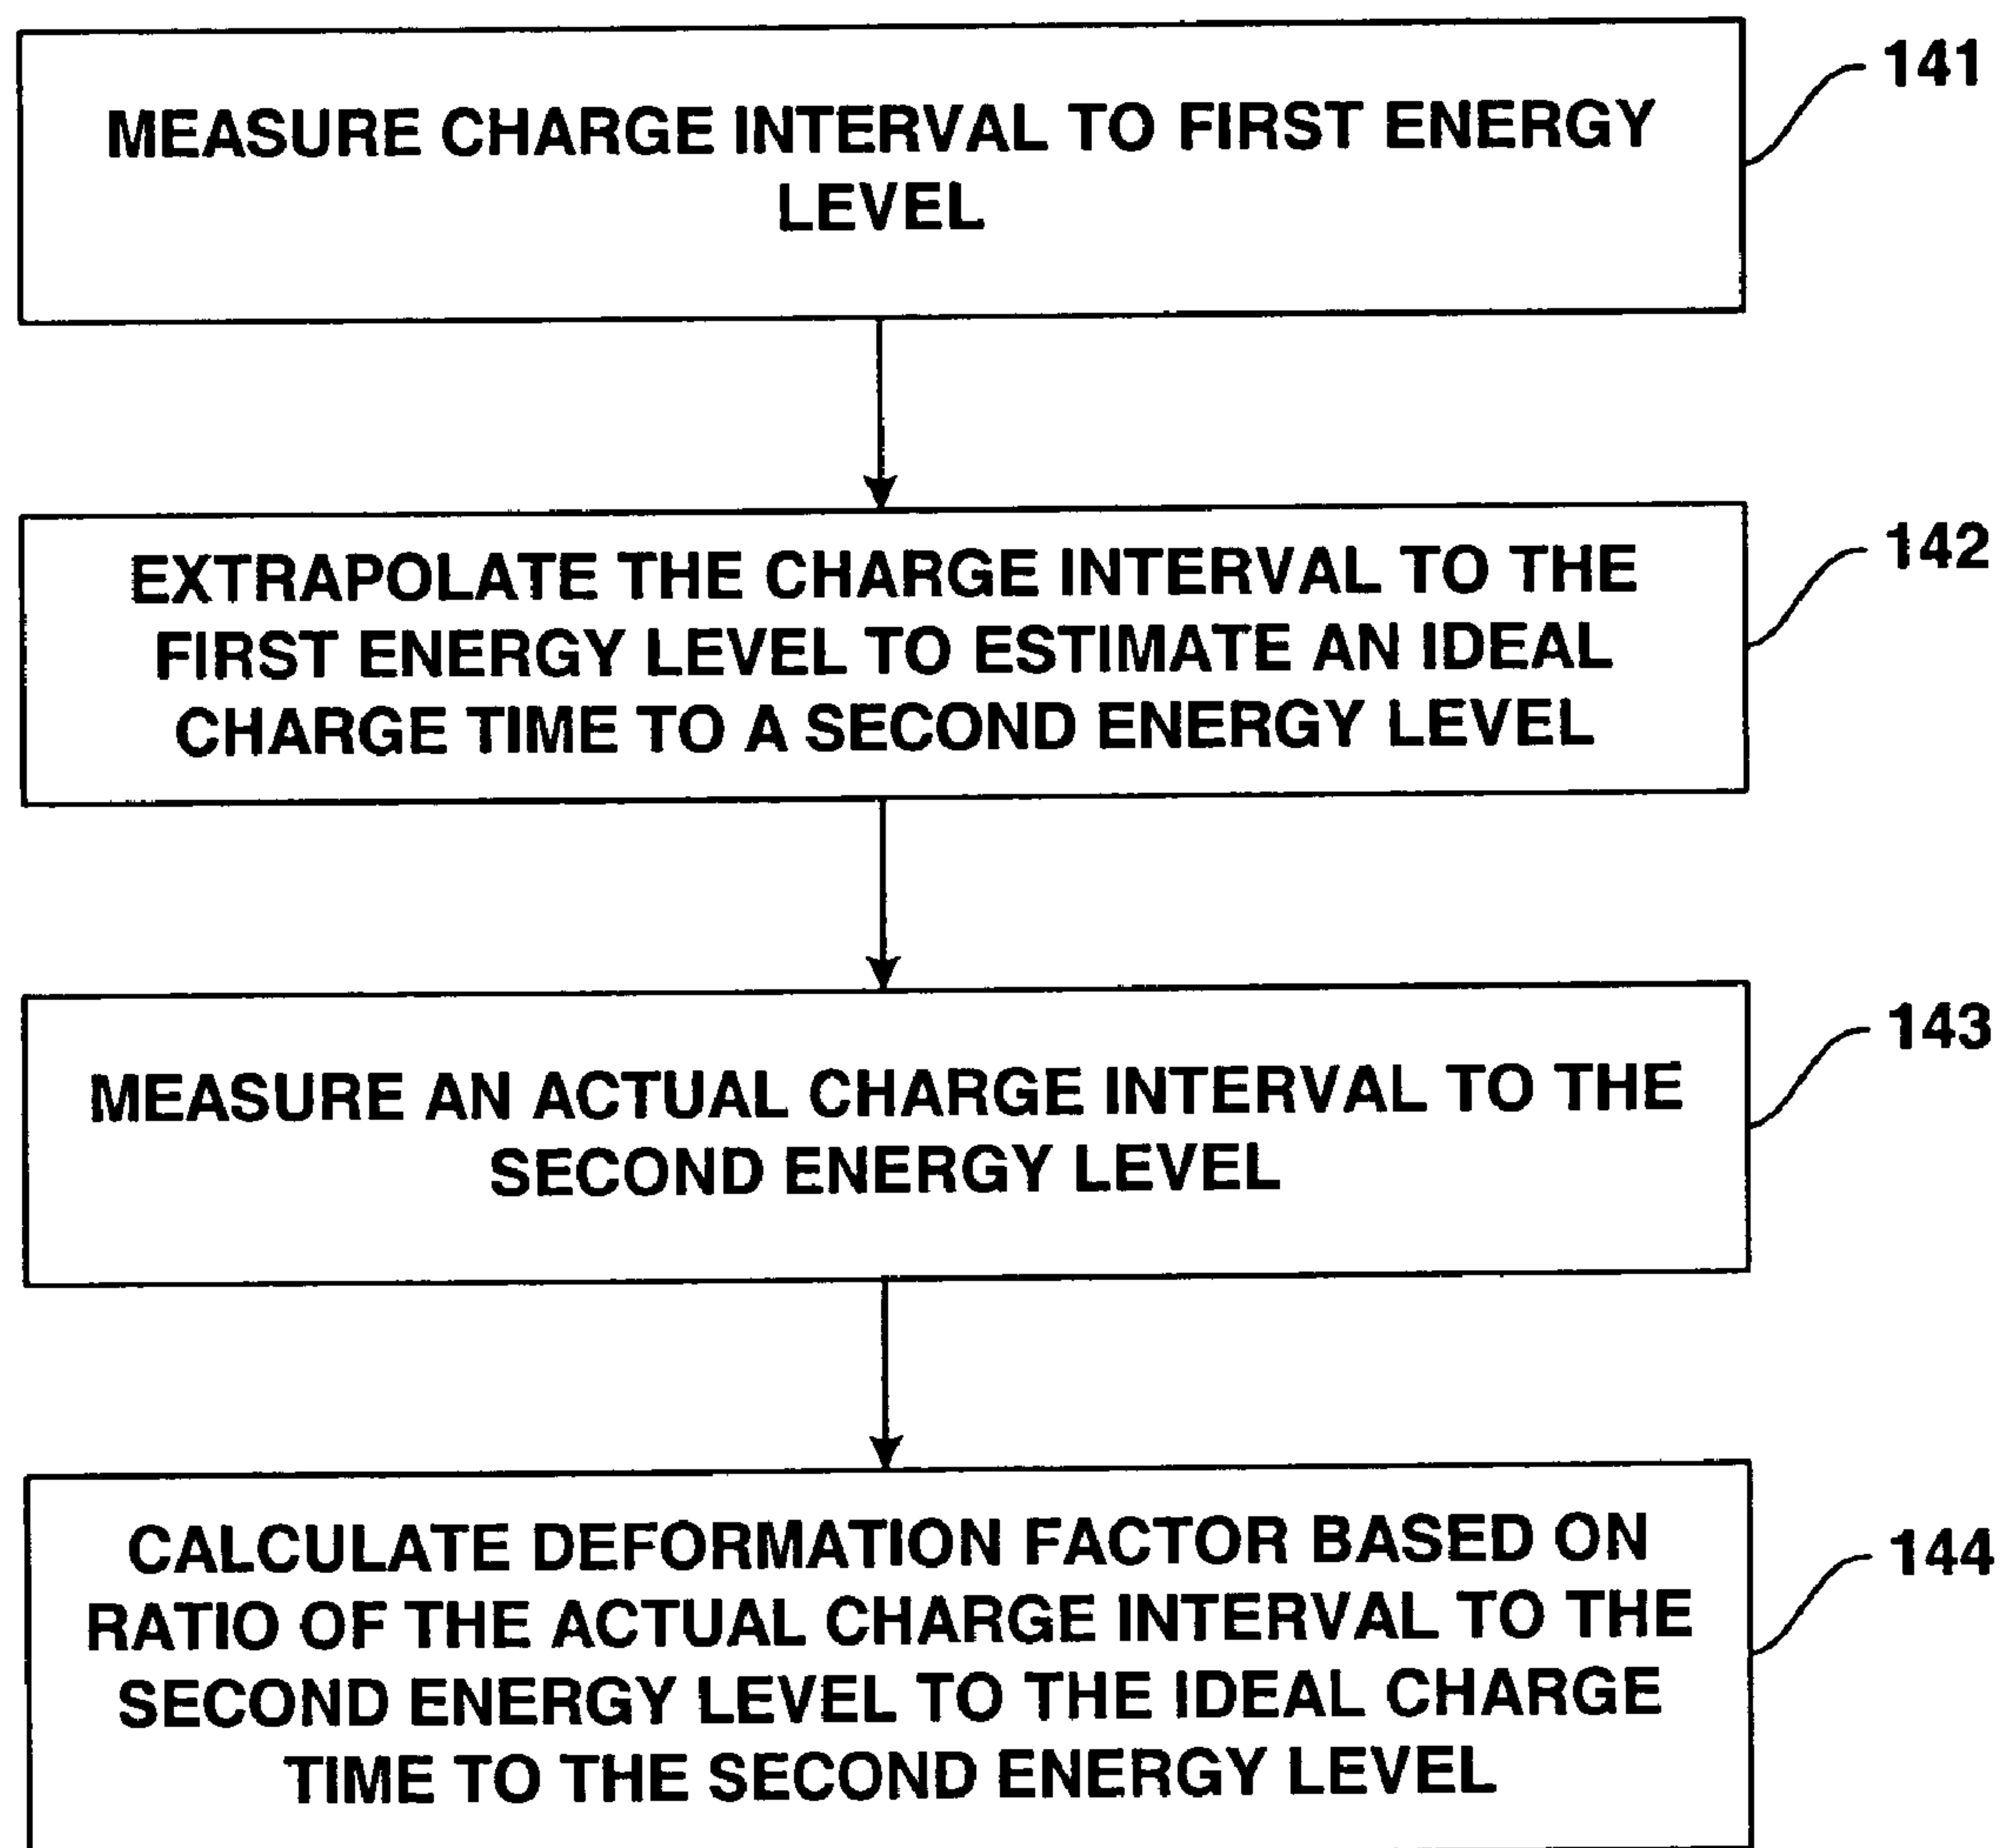 MEASURE CHARGE INTERVAL TO FIRST ENERGY
LEVEL
141
EXTRAPOLATE THE CHARGE INTERVAL TO THE
FIRST ENERGY LEVEL TO ESTIMATE AN IDEAL
CHARGE TIME TO A SECOND ENERGY LEVEL
142
MEASURE AN ACTUAL CHARGE INTERVAL TO THE
SECOND ENERGY LEVEL
143
CALCULATE DEFORMATION FACTOR BASED ON
RATIO OF THE ACTUAL CHARGE INTERVAL TO THE
SECOND ENERGY LEVEL TO THE IDEAL CHARGE
TIME TO THE SECOND ENERGY LEVEL
144